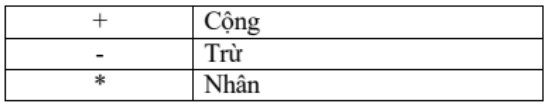 + Cộng
- Trừ
* Nhân